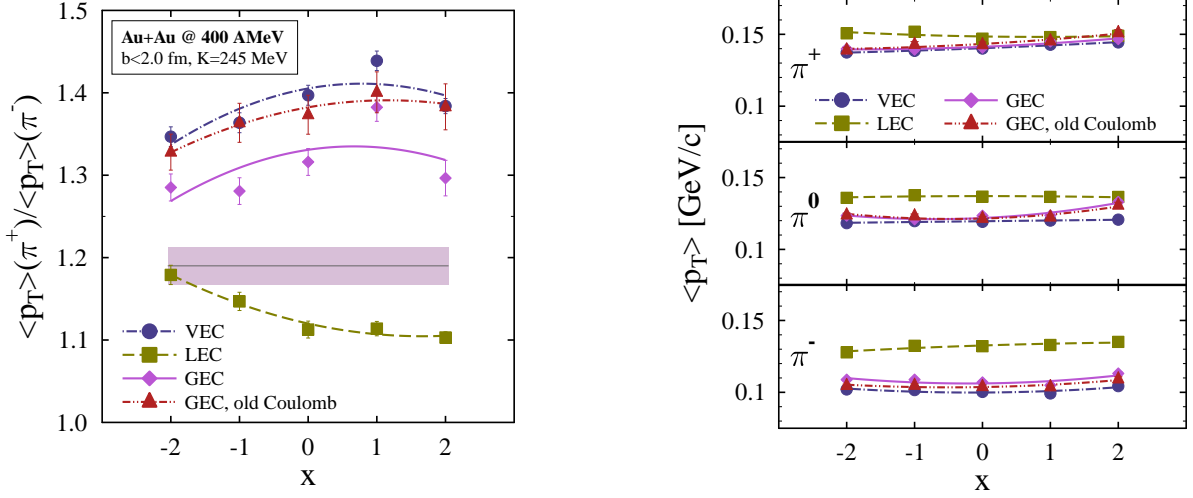 1.5
1.4
1.3
1.2
1.1
1.0
<p_T>(π^+)/<p_T>(π^-)
Au+Au @ 400 AMeV
b<2.0 fm, K=245 MeV
VEC
LEC
GEC
GEC, old Coulomb
-2 -1 0 1 2
x
<p_T> [GeV/c]
0.15
0.1
π^+
VEC GEC
LEC GEC, old Coulomb
0.15
0.1
π^0
0.15
0.1
π^-
-2 -1 0 1 2
x